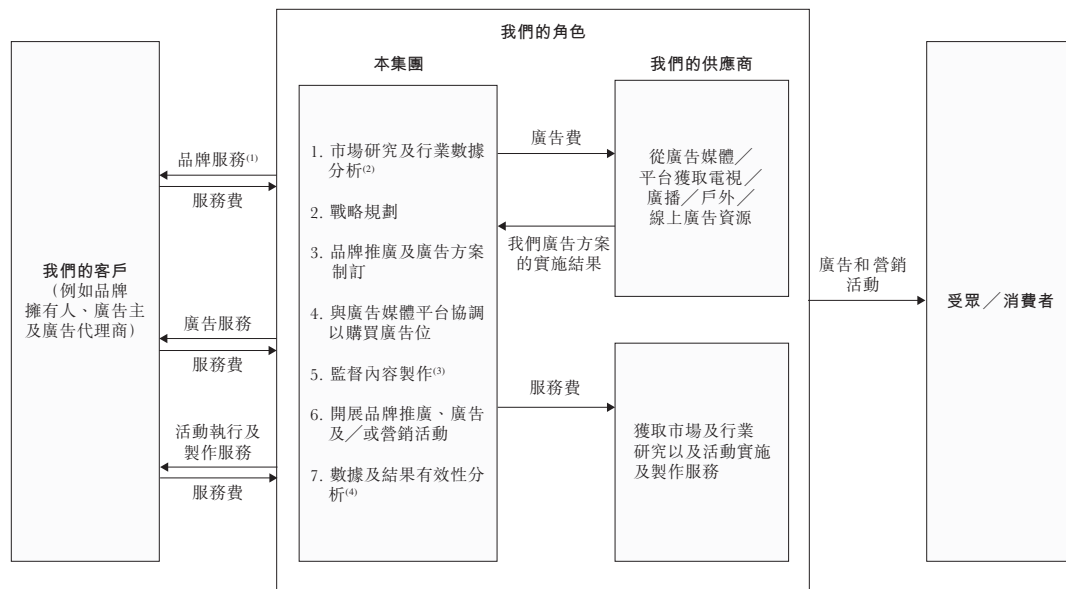 我們的角色
本集團
我們的供應商
我們的客戶
（例如品牌
擁有人、廣告主
及廣告代理商）
品牌服務(1)
服務費
廣告服務
服務費
活動執行及
製作服務
服務費
1. 市場研究及行業數據
分析(2)
2. 戰略規劃
3. 品牌推廣及廣告方案
制訂
4. 與廣告媒體平台協調
以購買廣告位
5. 監督內容製作(3)
6. 開展品牌推廣、廣告
及╱或營銷活動
7. 數據及結果有效性分
析(4)
廣告費
我們廣告方案
的實施結果
服務費
從廣告媒體╱
平台獲取電視╱
廣播╱戶外╱
線上廣告資源
獲取市場及行業
研究以及活動實施
及製作服務
廣告和營銷
活動
受眾╱消費者